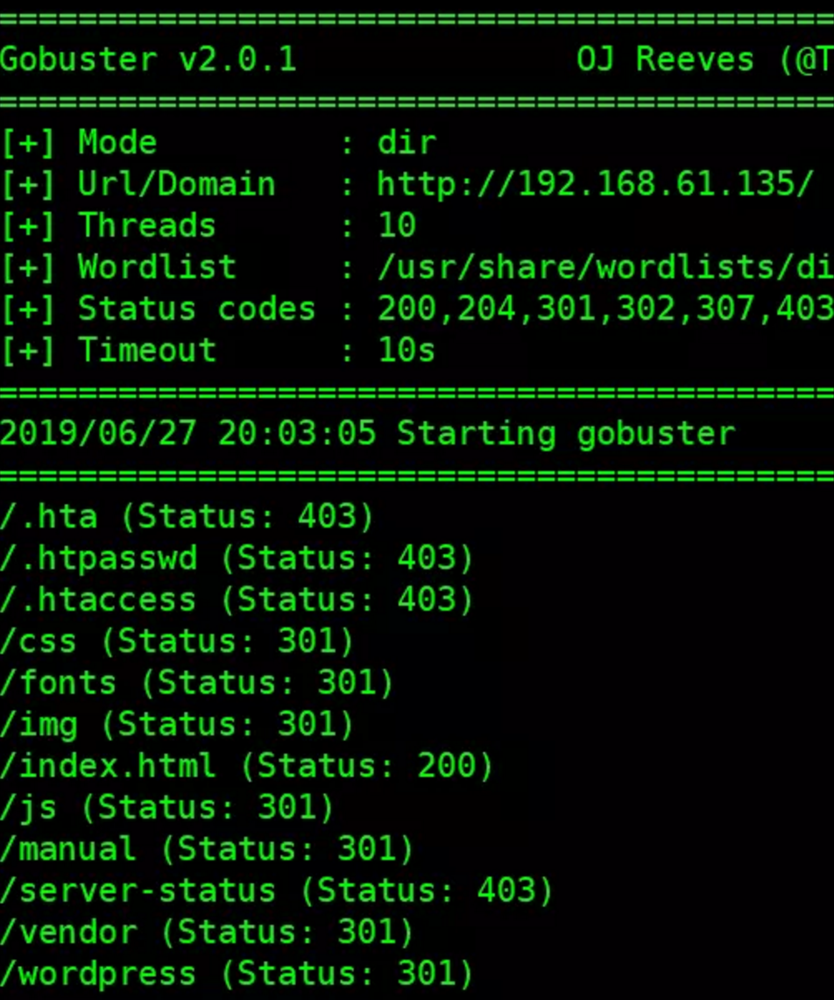 =====================================================
Gobuster v2.0.1              OJ Reeves (@T
=====================================================
[+] Mode         : dir
[+] Url/Domain   : http://192.168.61.135/
[+] Threads      : 10
[+] Wordlist     : /usr/share/wordlists/di
[+] Status codes : 200,204,301,302,307,403
[+] Timeout      : 10s
=====================================================
2019/06/27 20:03:05 Starting gobuster
=====================================================
/.hta (Status: 403)
/.htpasswd (Status: 403)
/.htaccess (Status: 403)
/css (Status: 301)
/fonts (Status: 301)
/img (Status: 301)
/index.html (Status: 200)
/js (Status: 301)
/manual (Status: 301)
/server-status (Status: 403)
/vendor (Status: 301)
/wordpress (Status: 301)